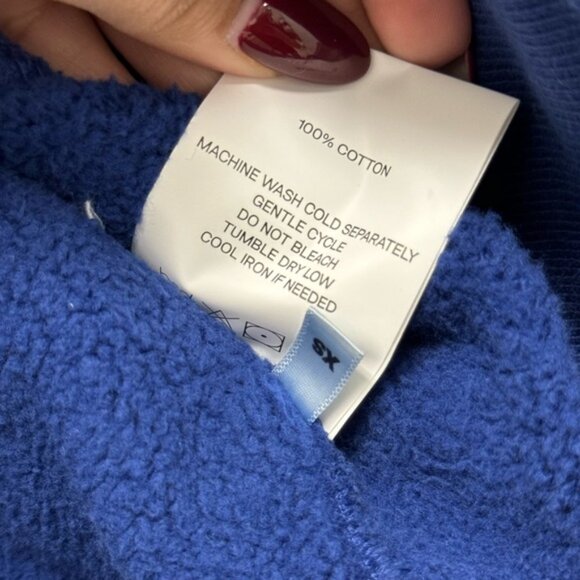 100% COTTON
MACHINE WASH COLD SEPARATELY
GENTLE CYCLE
DO NOT BLEACH
TUMBLE DRY LOW
COOL IRON IF NEEDED
XS